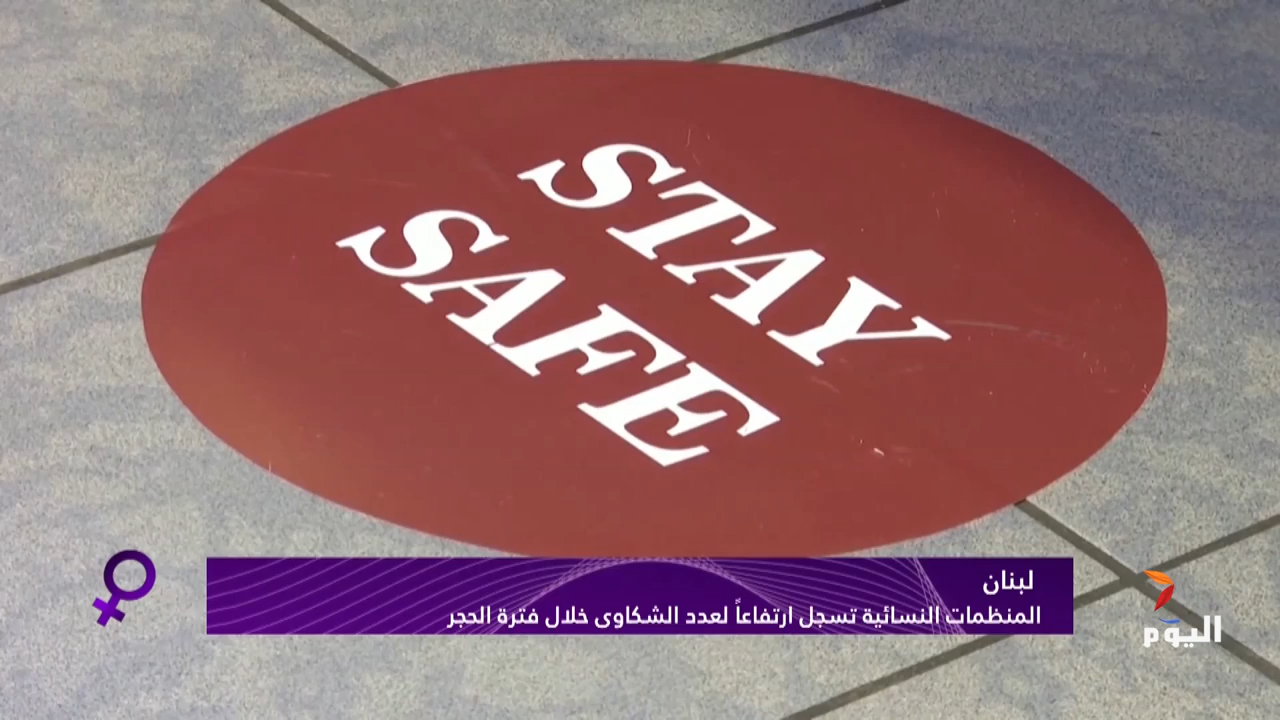 STAY
SAFE
لبنان
المنظمات النسائية تسجل ارتفاعاً لعدد الشكاوى خلال فترة الحجر
اليوم